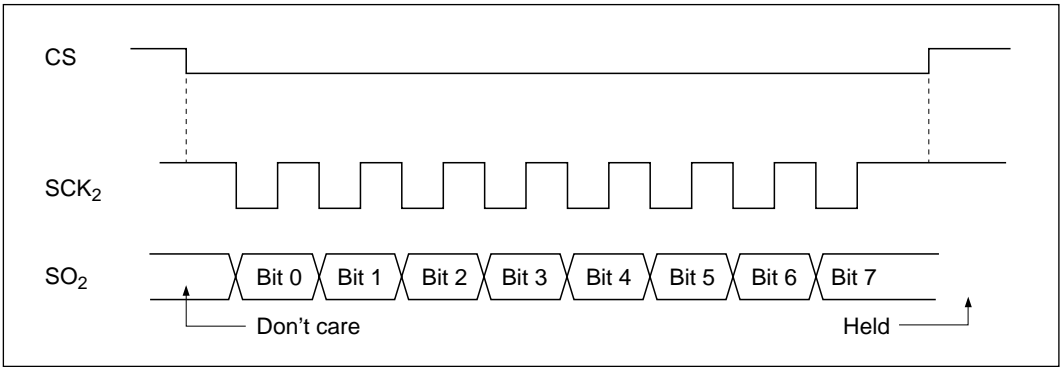 CS
SCK2
SO2
Bit 0 Bit 1 Bit 2 Bit 3 Bit 4 Bit 5 Bit 6 Bit 7
Don't care
Held